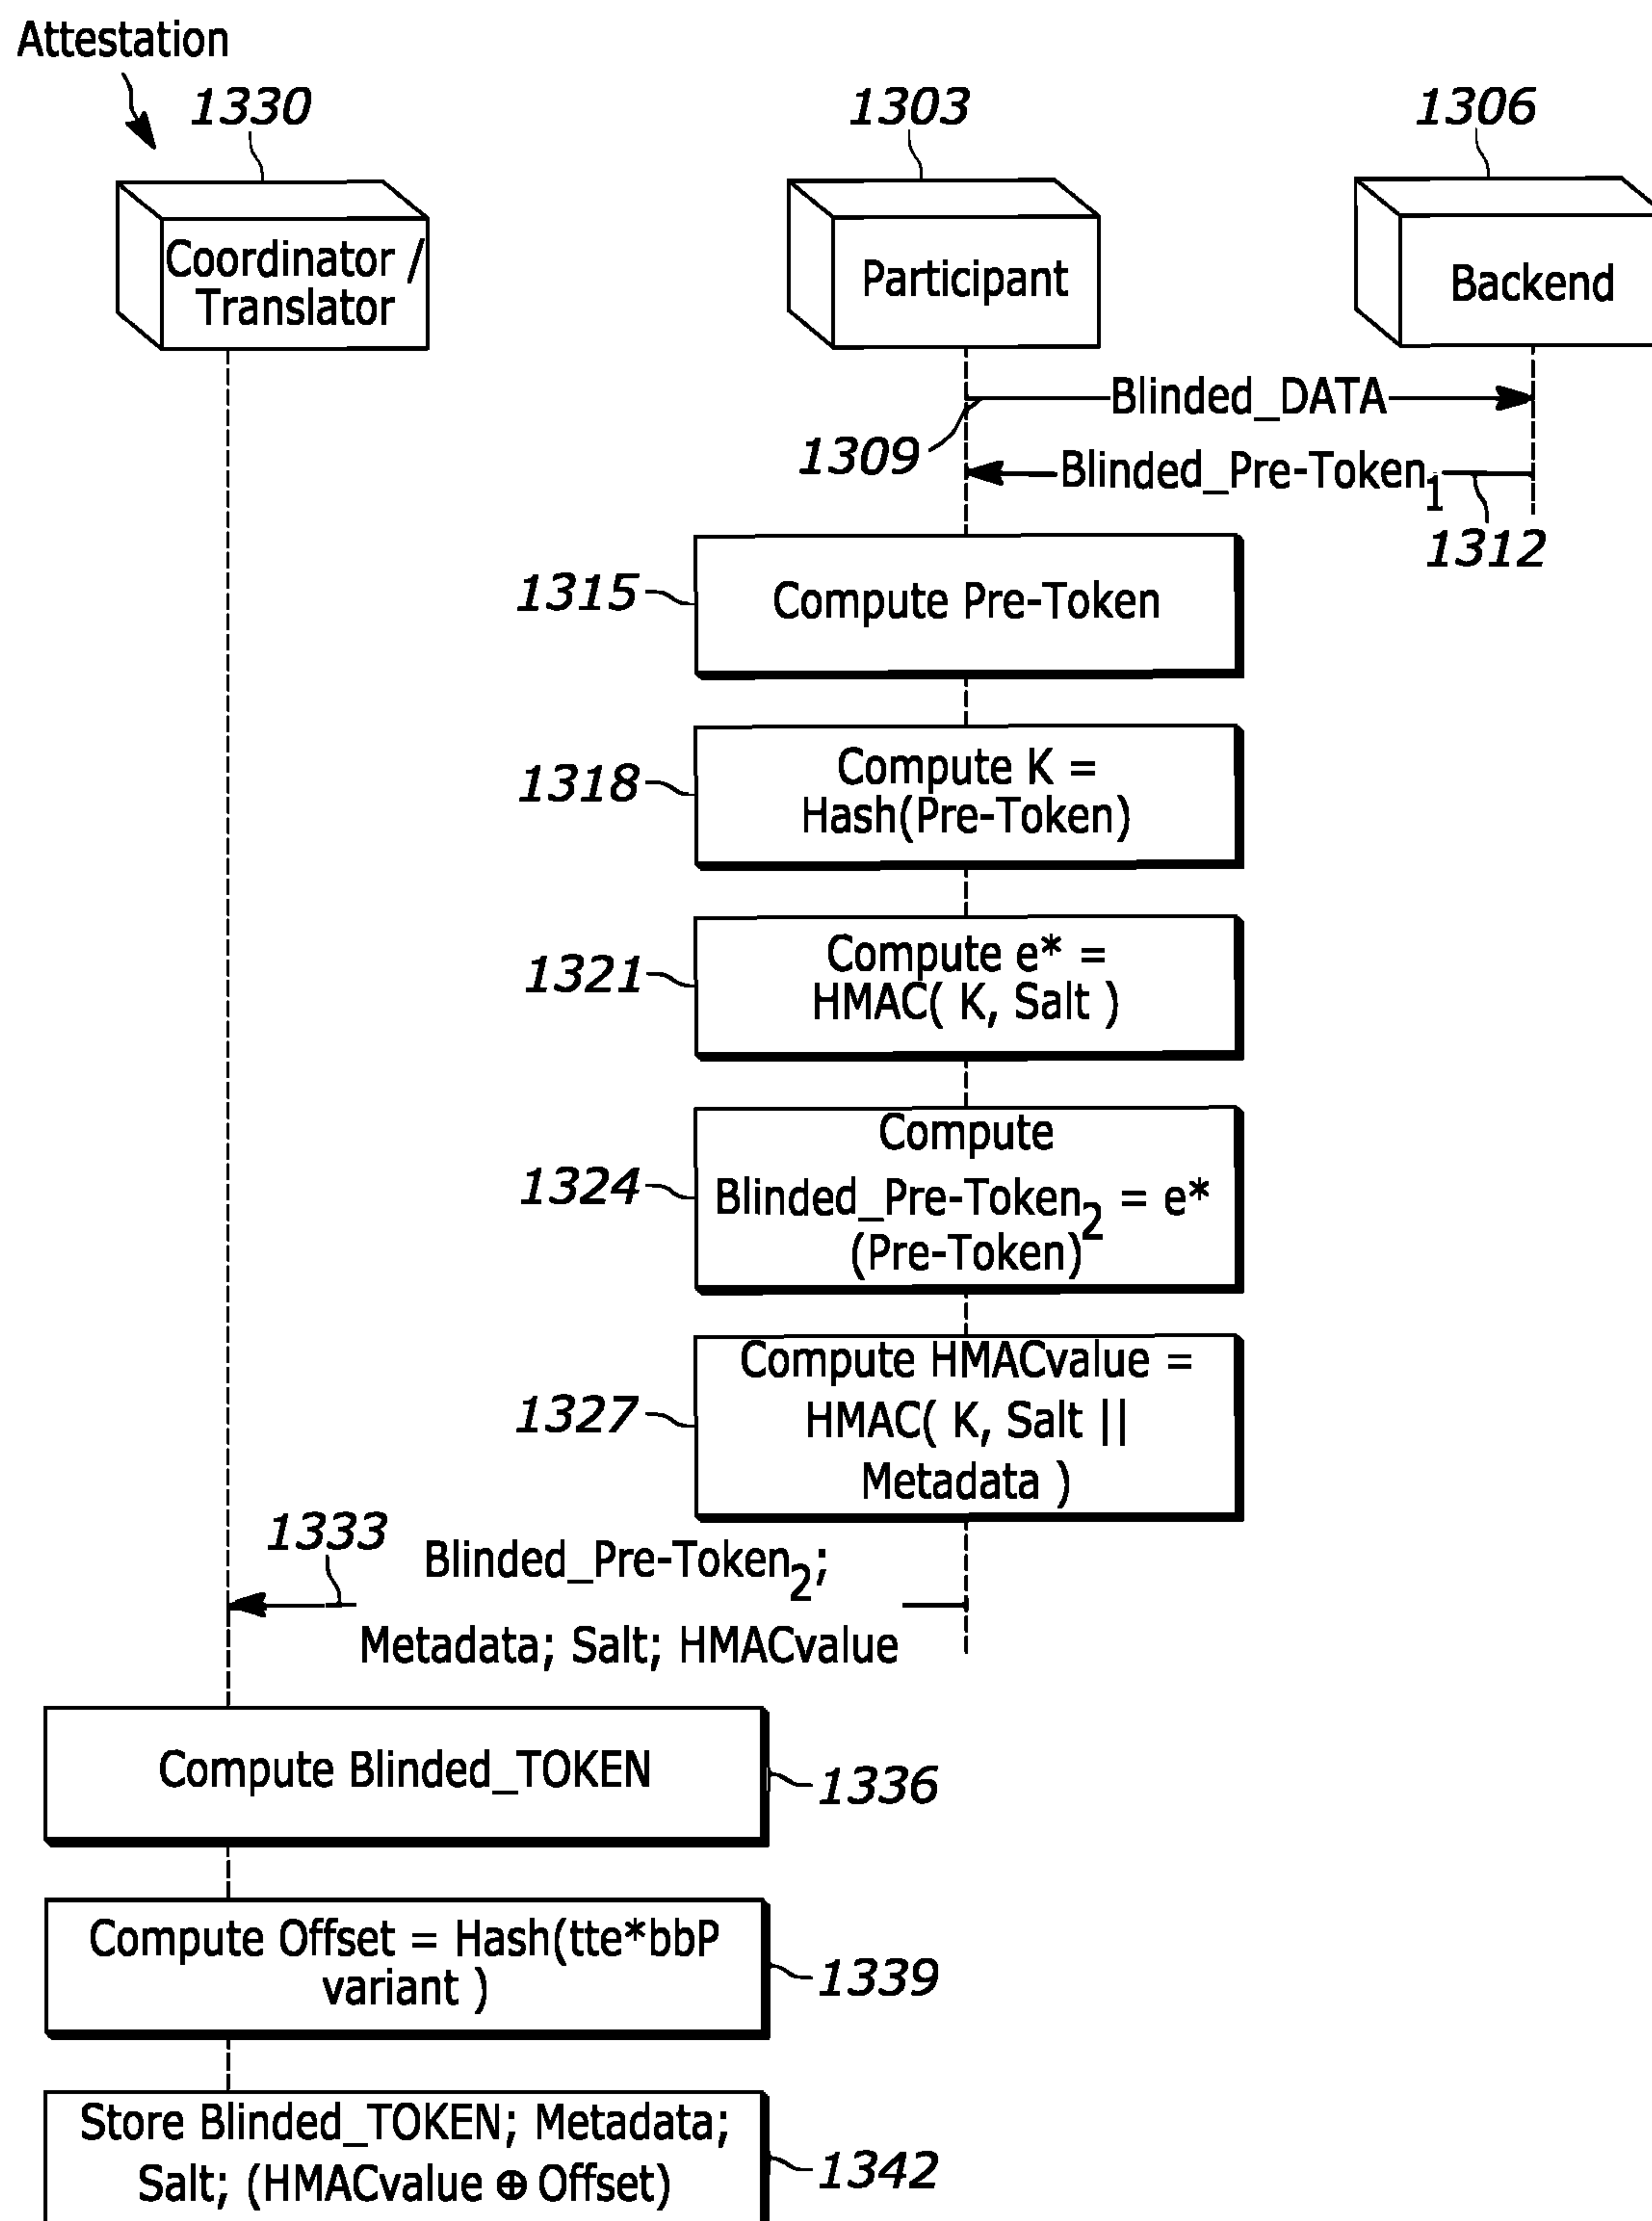 Attestation
1330
1303
1306
Coordinator /
Translator
Participant
Backend
Blinded_DATA
1309
Blinded_Pre-Token1
1312
1315
Compute Pre-Token
1318
Compute K =
Hash(Pre-Token)
1321
Compute e* =
HMAC( K, Salt )
1324
Compute
Blinded_Pre-Token2 = e*
(Pre-Token)
1327
Compute HMACvalue =
HMAC( K, Salt ||
Metadata )
1333
Blinded_Pre-Token2;
Metadata; Salt; HMACvalue
Compute Blinded_TOKEN
1336
Compute Offset = Hash(tte*bbP
variant )
1339
Store Blinded_TOKEN; Metadata;
Salt; (HMACvalue ⊕ Offset)
1342